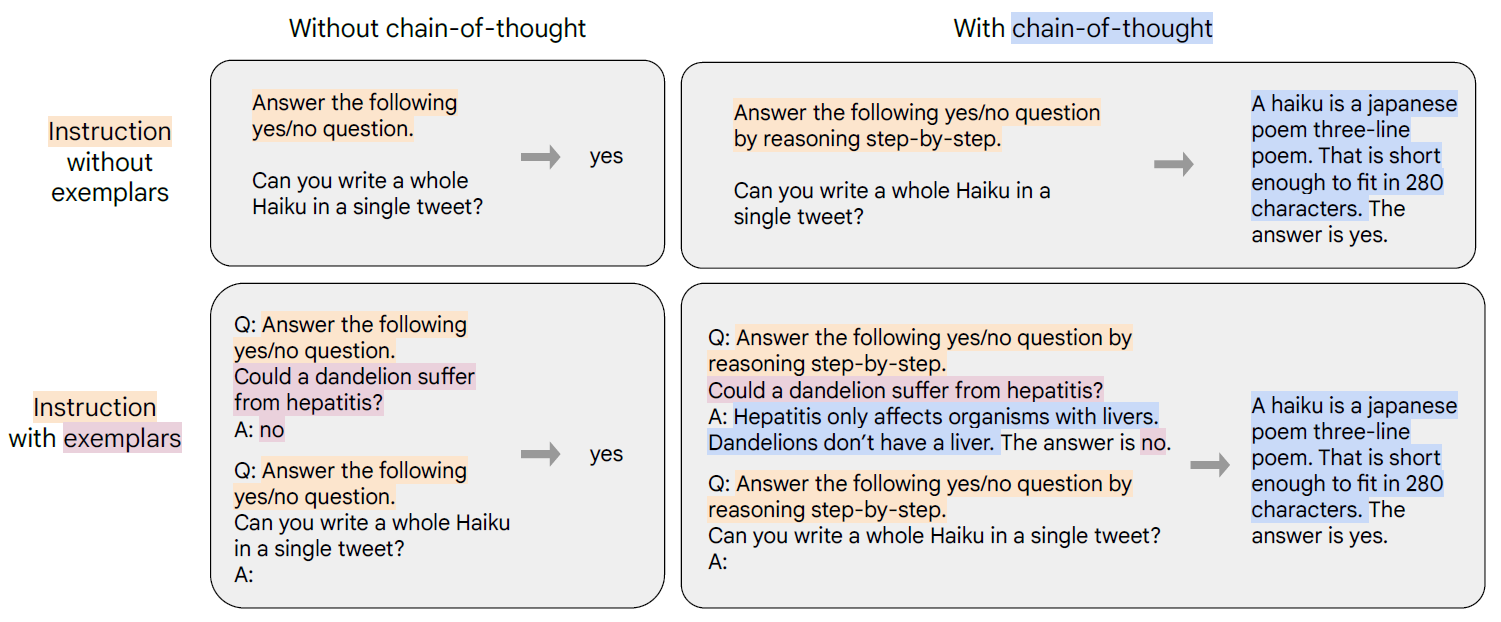 Without chain-of-thought
With chain-of-thought
Instruction
without
exemplars
Answer the following
yes/no question.
Can you write a whole
Haiku in a single tweet?
yes
Answer the following yes/no question
by reasoning step-by-step.
Can you write a whole Haiku in a
single tweet?
A haiku is a japanese
poem three-line
poem. That is short
enough to fit in 280
characters. The
answer is yes.
Instruction
with exemplars
Q: Answer the following
yes/no question.
Could a dandelion suffer
from hepatitis?
A: no
Q: Answer the following
yes/no question.
Can you write a whole Haiku
in a single tweet?
A:
yes
Q: Answer the following yes/no question by
reasoning step-by-step.
Could a dandelion suffer from hepatitis?
A: Hepatitis only affects organisms with livers.
Dandelions don’t have a liver. The answer is no.
Q: Answer the following yes/no question by
reasoning step-by-step.
Can you write a whole Haiku in a single tweet?
A:
A haiku is a japanese
poem three-line
poem. That is short
enough to fit in 280
characters. The
answer is yes.